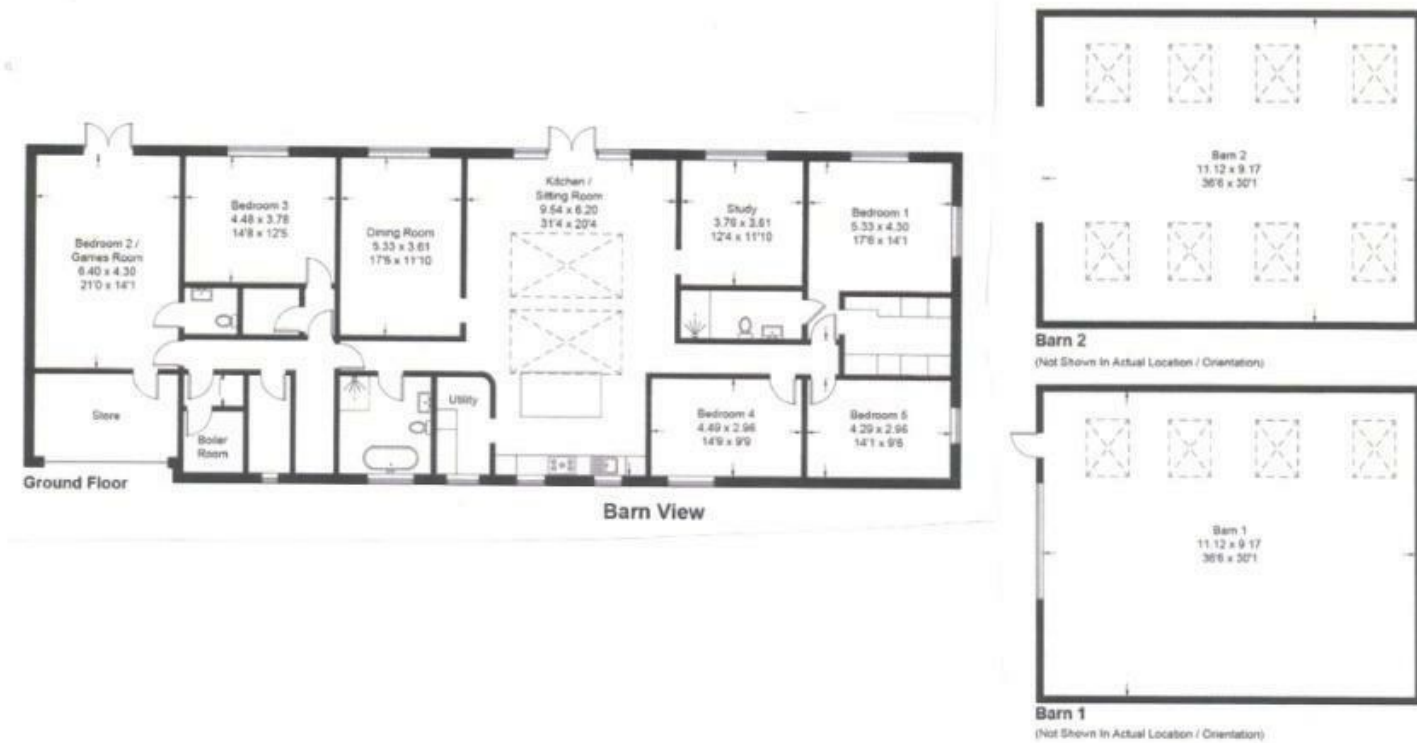 Bedroom 2 /
Games Room
6.40 x 4.30
21'0 x 14'1
Bedroom 3
4.48 x 3.78
14'8 x 12'5
Dining Room
5.33 x 3.61
17'6 x 11'10
Kitchen /
Sitting Room
9.54 x 6.20
31'4 x 20'4
Study
3.76 x 3.61
12'4 x 11'10
Bedroom 1
5.33 x 4.30
17'6 x 14'1
Store
Boiler
Room
Utility
Bedroom 4
4.49 x 2.96
14'9 x 9'9
Bedroom 5
4.29 x 2.96
14'1 x 9'8
Ground Floor
Barn View
Barn 2
11.12 x 9.17
36'6 x 30'1
Barn 2
(Not Shown In Actual Location / Orientation)
Barn 1
11.12 x 9.17
36'6 x 30'1
Barn 1
(Not Shown In Actual Location / Orientation)